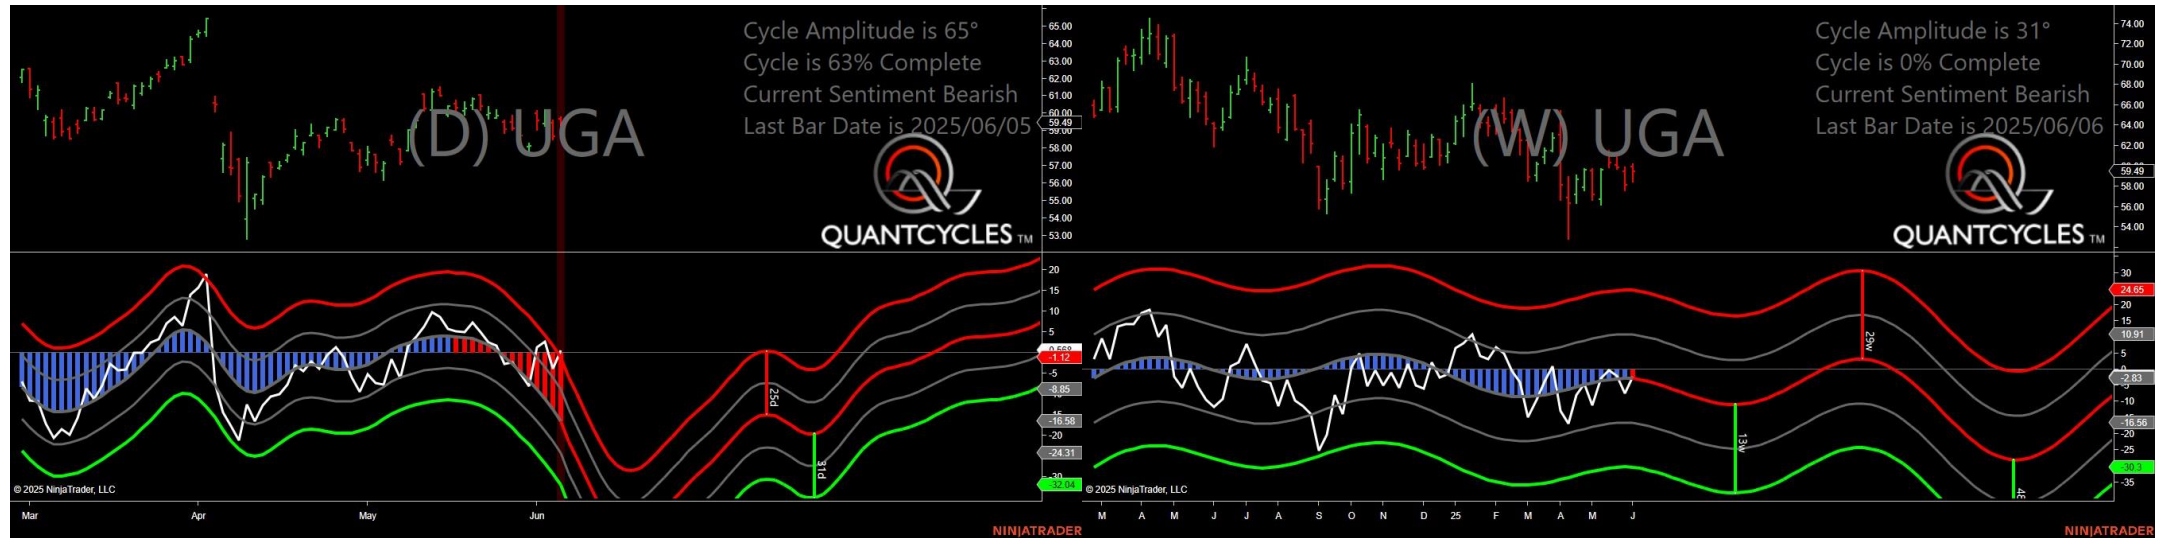 Cycle Amplitude is 65°
Cycle is 63% Complete
Current Sentiment Bearish
Last Bar Date is 2025/06/05
(D) UGA
QUANTCYCLES TM
65.00
64.00
63.00
62.00
61.00
60.00
59.49
59.00
58.00
57.00
56.00
55.00
54.00
53.00
20
15
10
5
-1.12
-5
-8.85
-16.58
-20
-24.31
-32.04
25d
31d
© 2025 NinjaTrader, LLC
Mar Apr May Jun
NINJATRADER
Cycle Amplitude is 31°
Cycle is 0% Complete
Current Sentiment Bearish
Last Bar Date is 2025/06/06
(W) UGA
QUANTCYCLES TM
74.00
72.00
70.00
68.00
66.00
64.00
62.00
59.49
58.00
56.00
54.00
30
24.65
20
15
10.91
5
-2.83
-10
-16.56
-20
-25
-30.3
-35
29w
13w
© 2025 NinjaTrader, LLC
M A M J J A S O N D 25 F M A M J
NINJATRADER